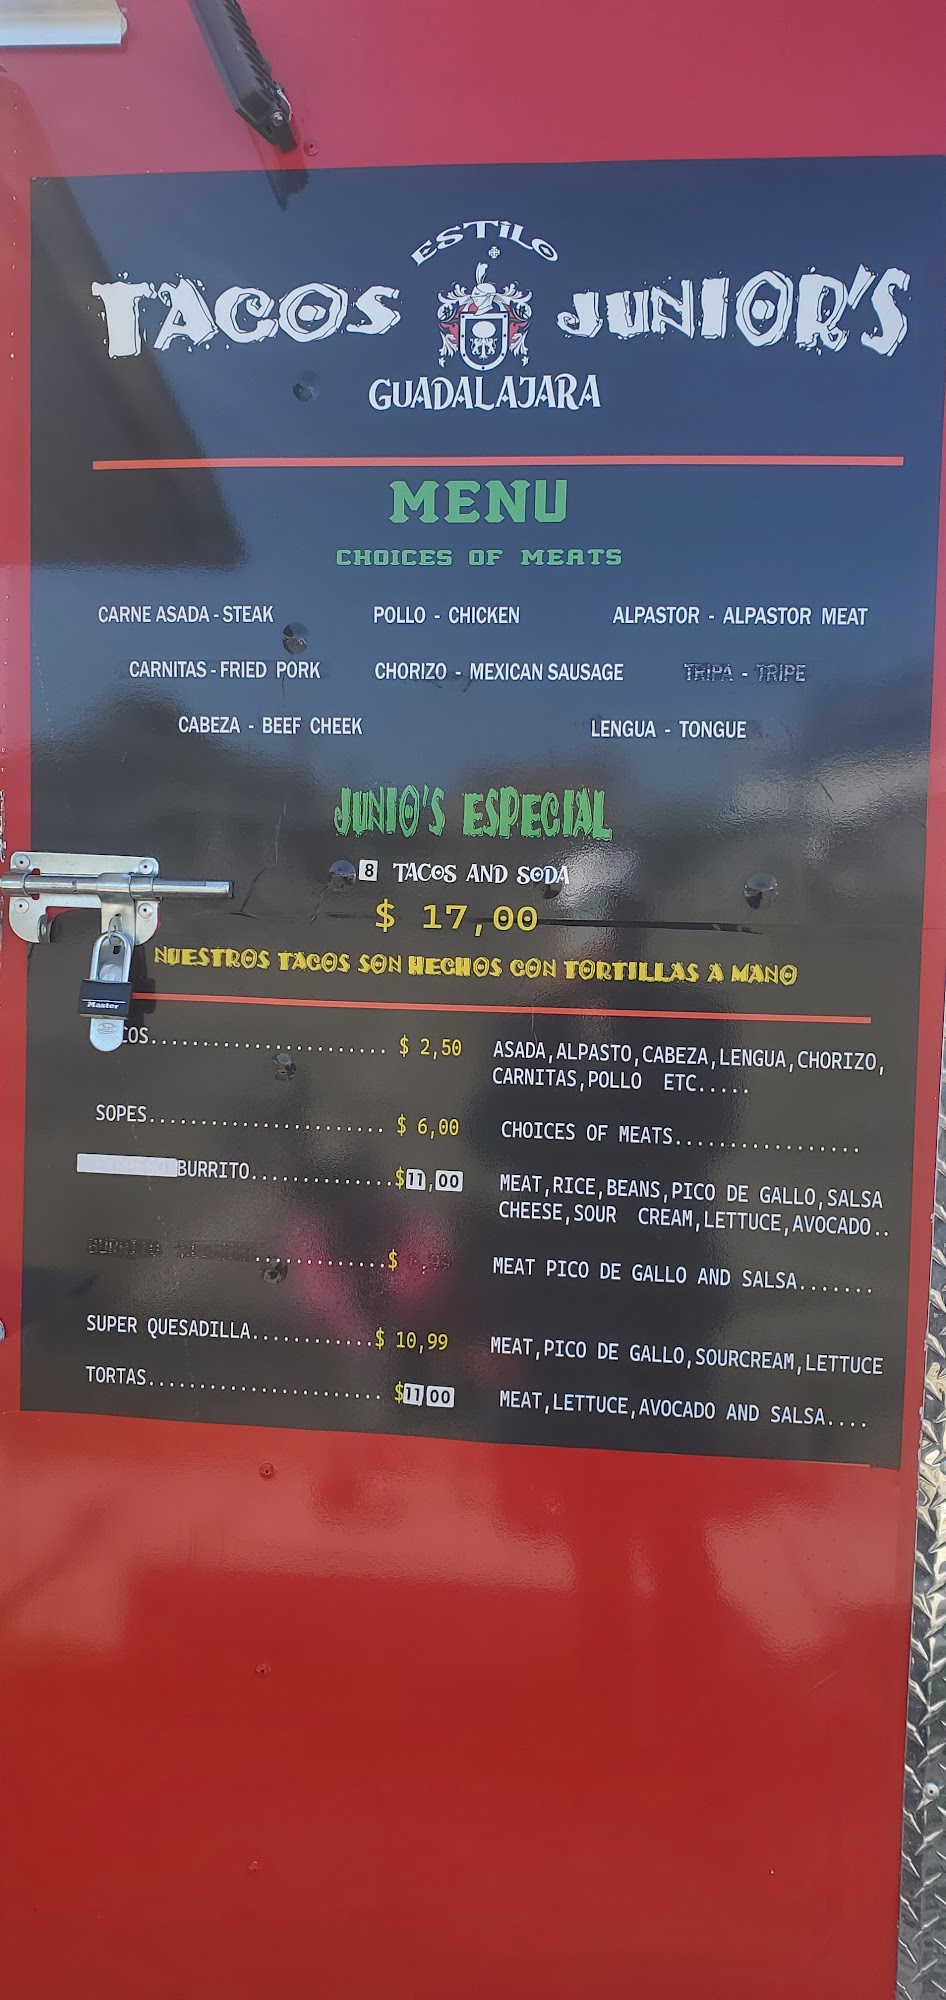 ESTILO
TACOS JUNIOR'S
GUADALAJARA
MENU
CHOICES OF MEATS
CARNE ASADA - STEAK POLLO - CHICKEN ALPASTOR - ALPASTOR MEAT
CARNITAS - FRIED PORK CHORIZO - MEXICAN SAUSAGE TRIPA - TRIPE
CABEZA - BEEF CHEEK LENGUA - TONGUE
JUNIO'S ESPECIAL
8 TACOS AND SODA
$ 17,00
NUESTROS TACOS SON HECHOS CON TORTILLAS A MANO
Master
COS....................... $ 2,50 ASADA,ALPASTO,CABEZA,LENGUA,CHORIZO,
CARNITAS,POLLO ETC.....
SOPES....................... $ 6,00 CHOICES OF MEATS................
BURRITO..............$11,00 MEAT,RICE,BEANS,PICO DE GALLO,SALSA
CHEESE,SOUR CREAM,LETTUCE,AVOCADO..
.............$ MEAT PICO DE GALLO AND SALSA.......
SUPER QUESADILLA............$ 10,99 MEAT,PICO DE GALLO,SOURCREAM,LETTUCE
TORTAS....................... $11,00 MEAT,LETTUCE,AVOCADO AND SALSA....